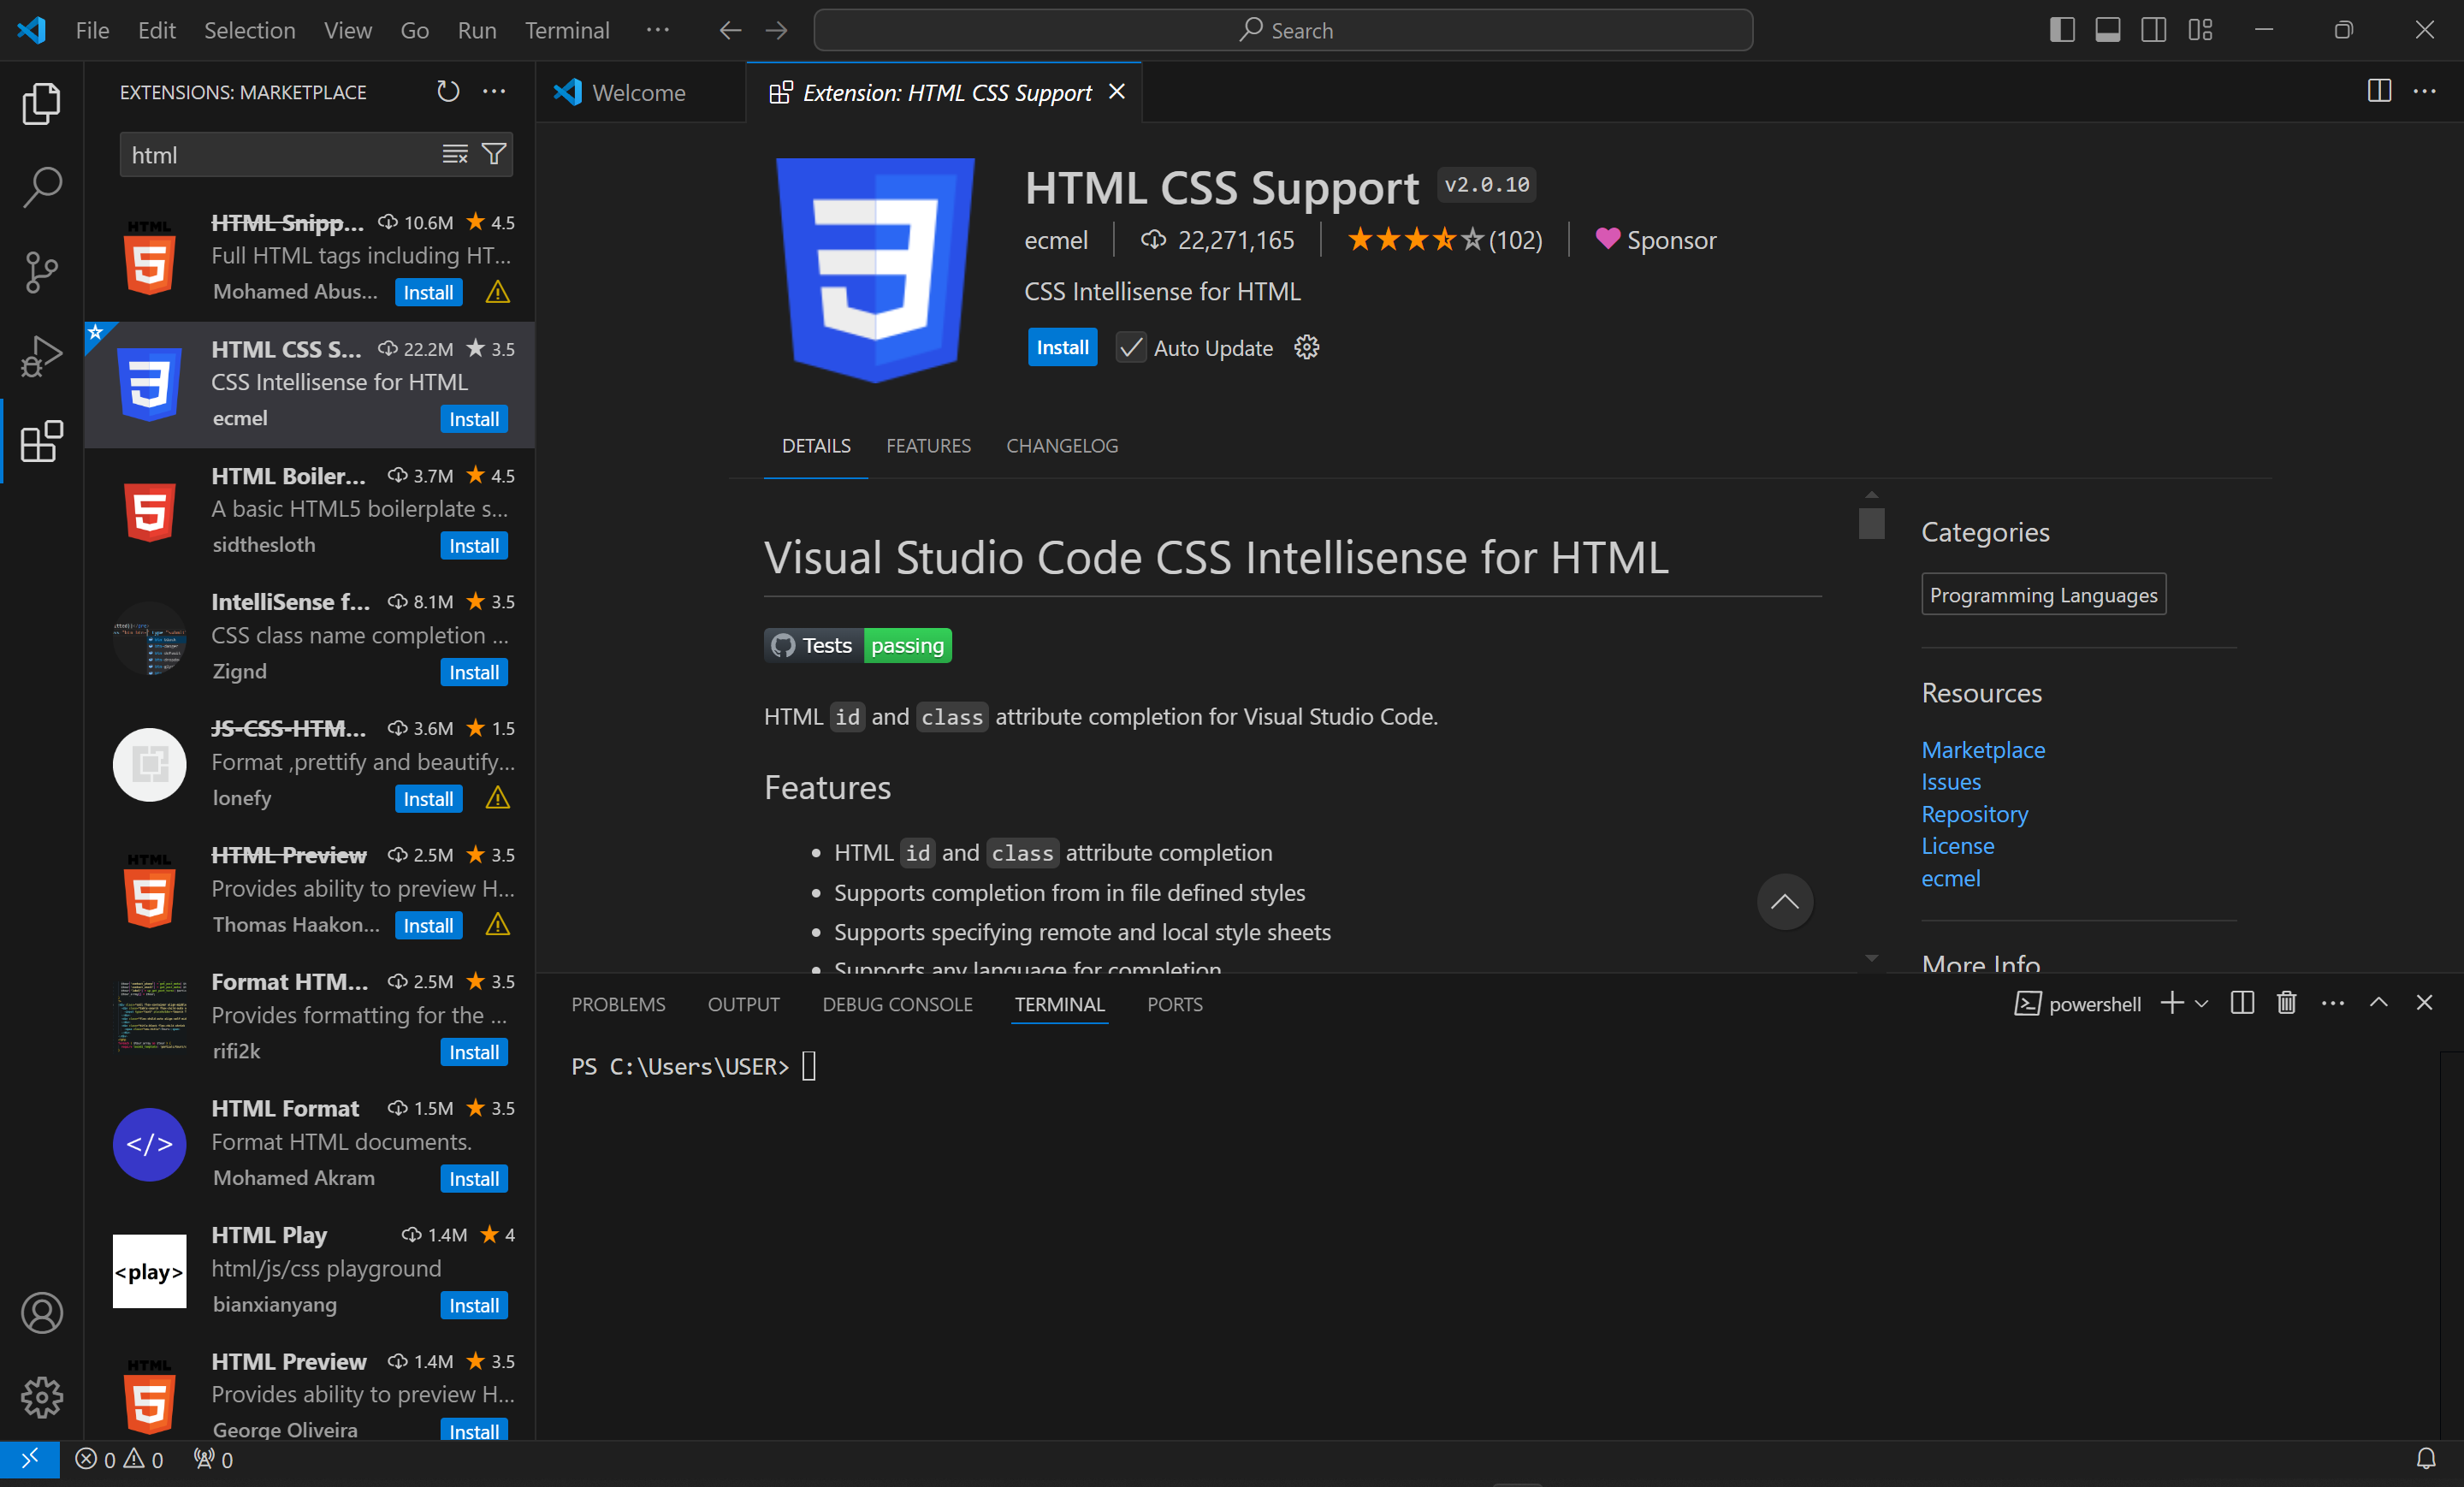 File Edit Selection View Go Run Terminal ··· Search
EXTENSIONS: MARKETPLACE
html
HTML Snipp... 10.6M 4.5
Full HTML tags including HT...
Mohamed Abus... Install
HTML CSS S... 22.2M 3.5
CSS Intellisense for HTML
ecmel Install
HTML Boiler... 3.7M 4.5
A basic HTML5 boilerplate s...
sidthesloth Install
IntelliSense f... 8.1M 3.5
CSS class name completion ...
Zignd Install
JS-CSS-HTM... 3.6M 1.5
Format ,prettify and beautify...
lonefy Install
HTML Preview 2.5M 3.5
Provides ability to preview H...
Thomas Haakon... Install
Format HTM... 2.5M 3.5
Provides formatting for the ...
rifi2k Install
HTML Format 1.5M 3.5
Format HTML documents.
Mohamed Akram Install
HTML Play 1.4M 4
<play>
html/js/css playground
bianxianyang Install
HTML Preview 1.4M 3.5
Provides ability to preview H...
George Oliveira Install
Welcome Extension: HTML CSS Support
HTML CSS Support v2.0.10
ecmel 22,271,165 (102) Sponsor
CSS Intellisense for HTML
Install Auto Update
DETAILS FEATURES CHANGELOG
Visual Studio Code CSS Intellisense for HTML
Tests passing
HTML id and class attribute completion for Visual Studio Code.
Features
• HTML id and class attribute completion
• Supports completion from in file defined styles
• Supports specifying remote and local style sheets
• Supports any language for completion
Categories
Programming Languages
Resources
Marketplace
Issues
Repository
License
ecmel
More Info
PROBLEMS OUTPUT DEBUG CONSOLE TERMINAL PORTS powershell
PS C:\Users\USER>
0 0 0